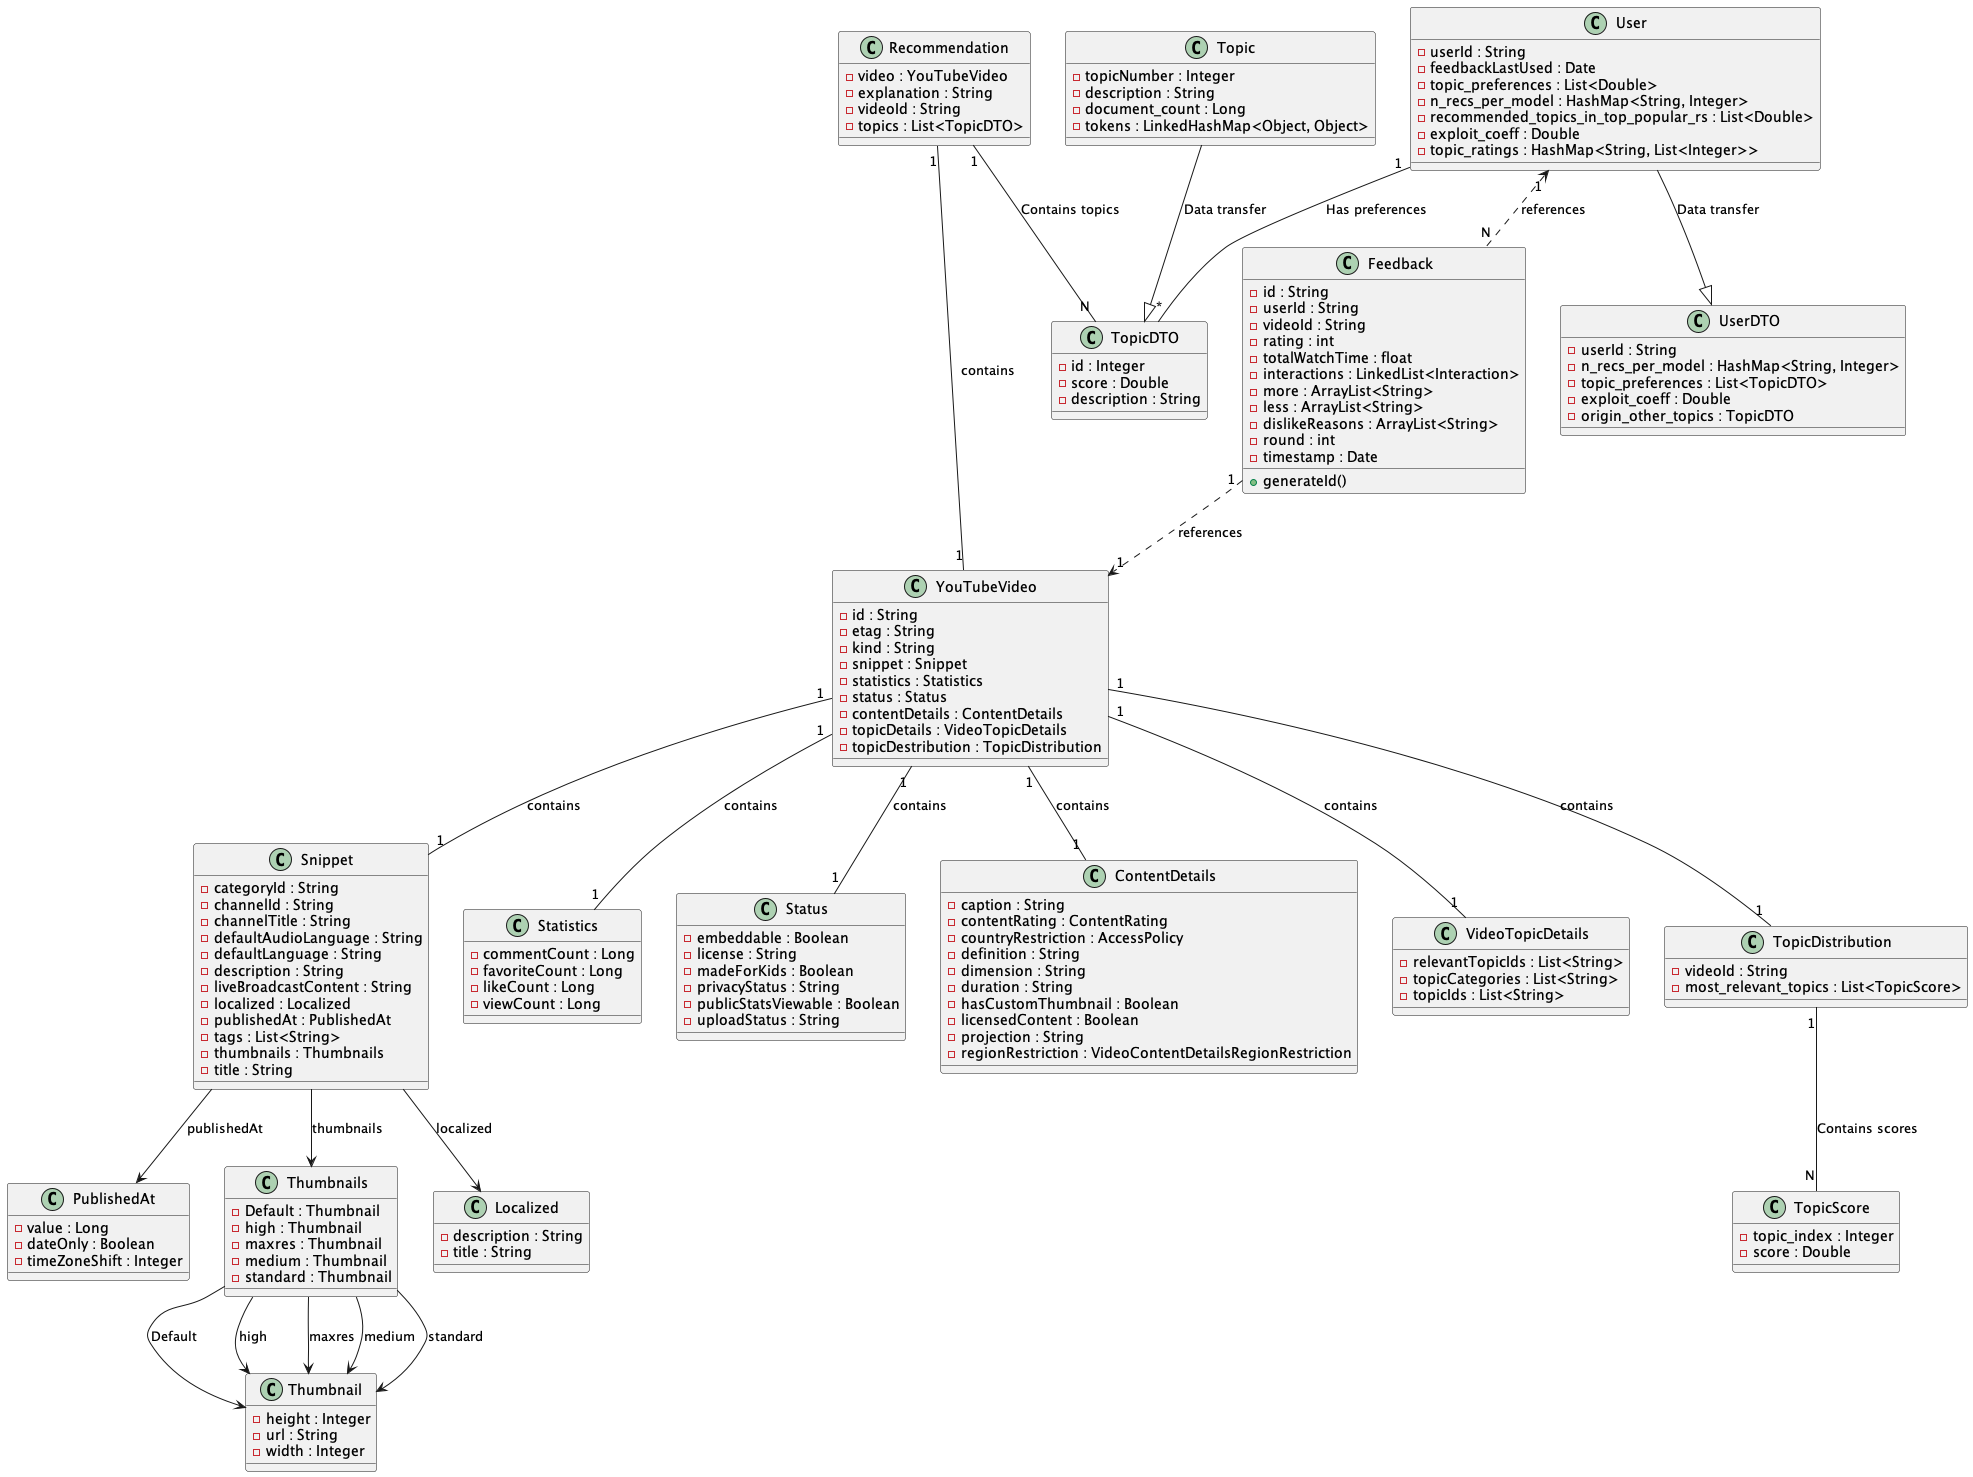 C Recommendation
video : YouTubeVideo
explanation : String
videoId : String
topics : List<TopicDTO>
C Topic
topicNumber : Integer
description : String
document_count : Long
tokens : LinkedHashMap<Object, Object>
C User
userId : String
feedbackLastUsed : Date
topic_preferences : List<Double>
n_recs_per_model : HashMap<String, Integer>
recommended_topics_in_top_popular_rs : List<Double>
exploit_coeff : Double
topic_ratings : HashMap<String, List<Integer>>
1
1
1
1
Contains topics
Data transfer
Has preferences
references
Data transfer
N
N
*
C TopicDTO
id : Integer
score : Double
description : String
C Feedback
id : String
userId : String
videoId : String
rating : int
totalWatchTime : float
interactions : LinkedList<Interaction>
more : ArrayList<String>
less : ArrayList<String>
dislikeReasons : ArrayList<String>
round : int
timestamp : Date
generateId()
C UserDTO
userId : String
n_recs_per_model : HashMap<String, Integer>
topic_preferences : List<TopicDTO>
exploit_coeff : Double
origin_other_topics : TopicDTO
contains
1
references
1
1
C YouTubeVideo
id : String
etag : String
kind : String
snippet : Snippet
statistics : Statistics
status : Status
contentDetails : ContentDetails
topicDetails : VideoTopicDetails
topicDestribution : TopicDistribution
1
1
1
1
1
1
contains
contains
contains
contains
contains
contains
1
1
1
1
1
1
C Snippet
categoryId : String
channelId : String
channelTitle : String
defaultAudioLanguage : String
defaultLanguage : String
description : String
liveBroadcastContent : String
localized : Localized
publishedAt : PublishedAt
tags : List<String>
thumbnails : Thumbnails
title : String
C Statistics
commentCount : Long
favoriteCount : Long
likeCount : Long
viewCount : Long
C Status
embeddable : Boolean
license : String
madeForKids : Boolean
privacyStatus : String
publicStatsViewable : Boolean
uploadStatus : String
C ContentDetails
caption : String
contentRating : ContentRating
countryRestriction : AccessPolicy
definition : String
dimension : String
duration : String
hasCustomThumbnail : Boolean
licensedContent : Boolean
projection : String
regionRestriction : VideoContentDetailsRegionRestriction
C VideoTopicDetails
relevantTopicIds : List<String>
topicCategories : List<String>
topicIds : List<String>
C TopicDistribution
videoId : String
most_relevant_topics : List<TopicScore>
publishedAt
thumbnails
localized
1
Contains scores
N
C PublishedAt
value : Long
dateOnly : Boolean
timeZoneShift : Integer
C Thumbnails
Default : Thumbnail
high : Thumbnail
maxres : Thumbnail
medium : Thumbnail
standard : Thumbnail
C Localized
description : String
title : String
C TopicScore
topic_index : Integer
score : Double
Default
high
maxres
medium
standard
C Thumbnail
height : Integer
url : String
width : Integer